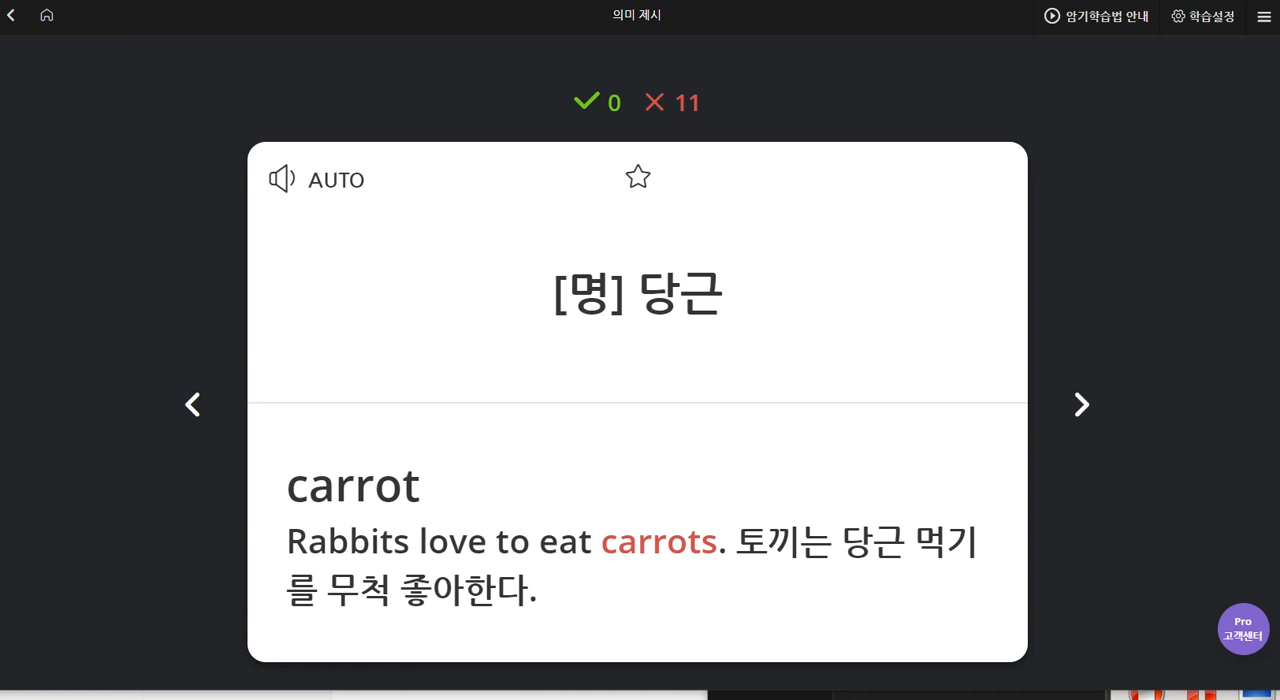 의미 제시
암기학습법 안내
학습설정
0
11
AUTO
[명] 당근
carrot
Rabbits love to eat carrots. 토끼는 당근 먹기
를 무척 좋아한다.
Pro
고객센터